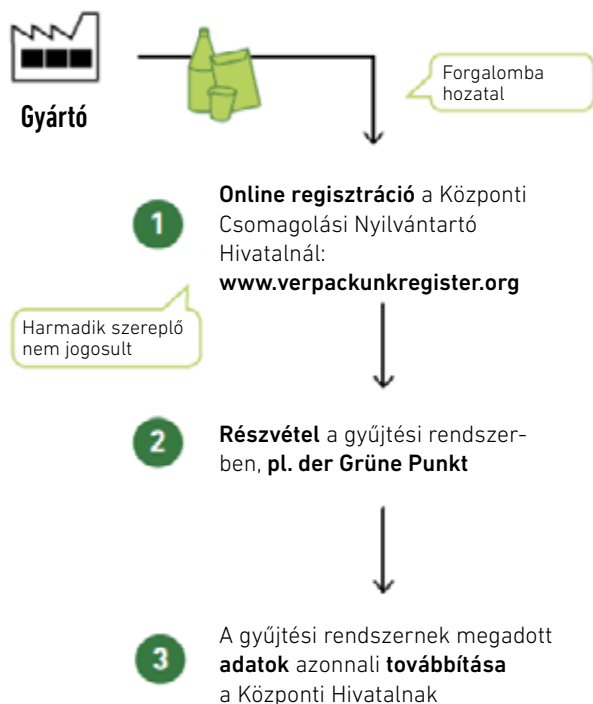 Gyártó
Forgalomba
hozatal
1
Online regisztráció a Központi
Csomagolási Nyilvántartó
Hivatalnál:
www.verpackunkregister.org
Harmadik szereplő
nem jogosult
2
Részvétel a gyűjtési rendszer-
ben, pl. der Grüne Punkt
3
A gyűjtési rendszernek megadott
adatok azonnali továbbítása
a Központi Hivatalnak